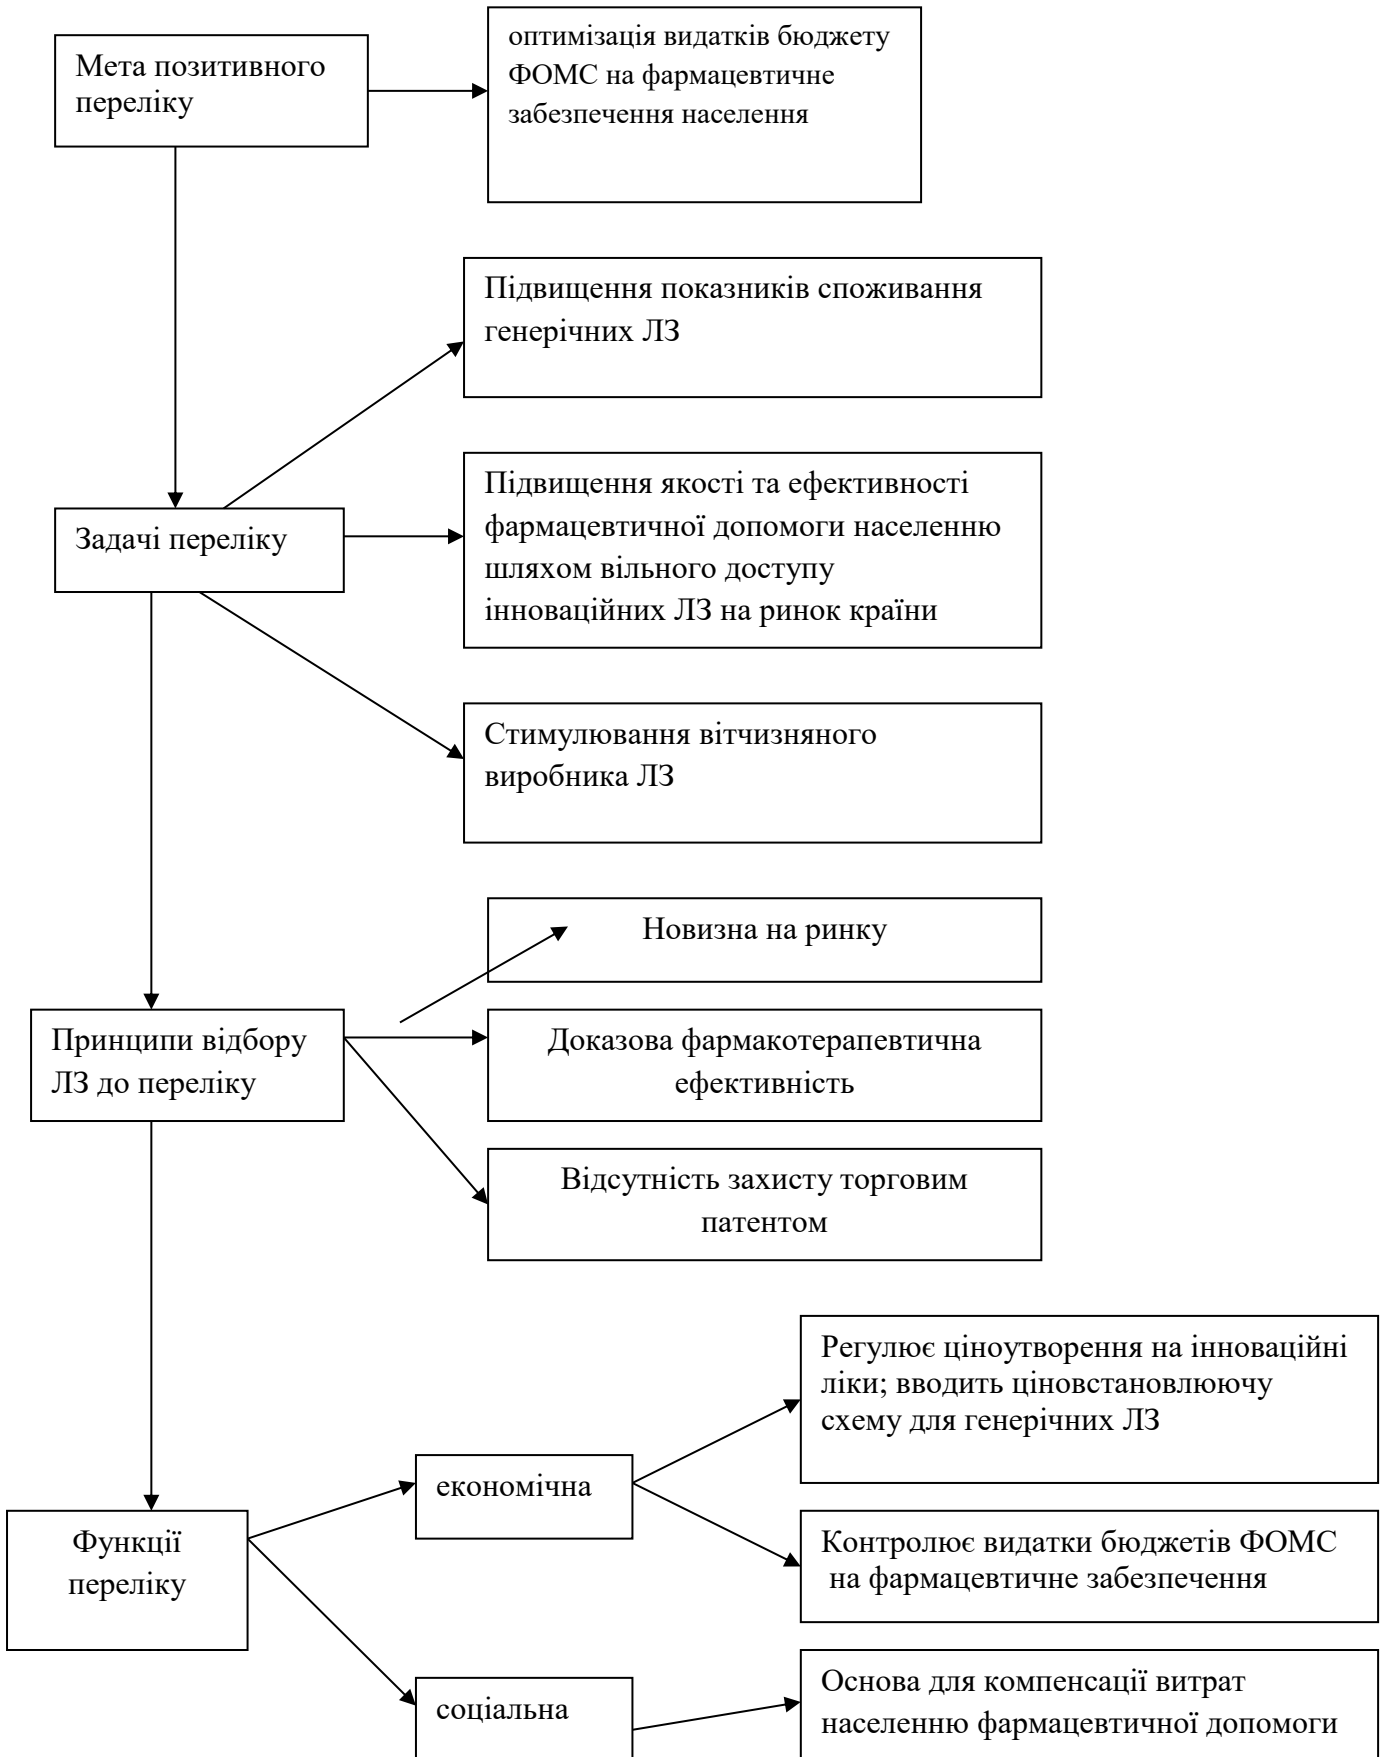 Мета позитивного
переліку
оптимізація видатків бюджету
ФОМС на фармацевтичне
забезпечення населення
Підвищення показників споживання
генерічних ЛЗ
Задачі переліку
Підвищення якості та ефективності
фармацевтичної допомоги населенню
шляхом вільного доступу
інноваційних ЛЗ на ринок країни
Стимулювання вітчизняного
виробника ЛЗ
Новизна на ринку
Принципи відбору
ЛЗ до переліку
Доказова фармакотерапевтична
ефективність
Відсутність захисту торговим
патентом
Функції
переліку
економічна
Регулює ціноутворення на інноваційні
ліки; вводить ціновстановлюючу
схему для генерічних ЛЗ
Контролює видатки бюджетів ФОМС
на фармацевтичне забезпечення
соціальна
Основа для компенсації витрат
населенню фармацевтичної допомоги